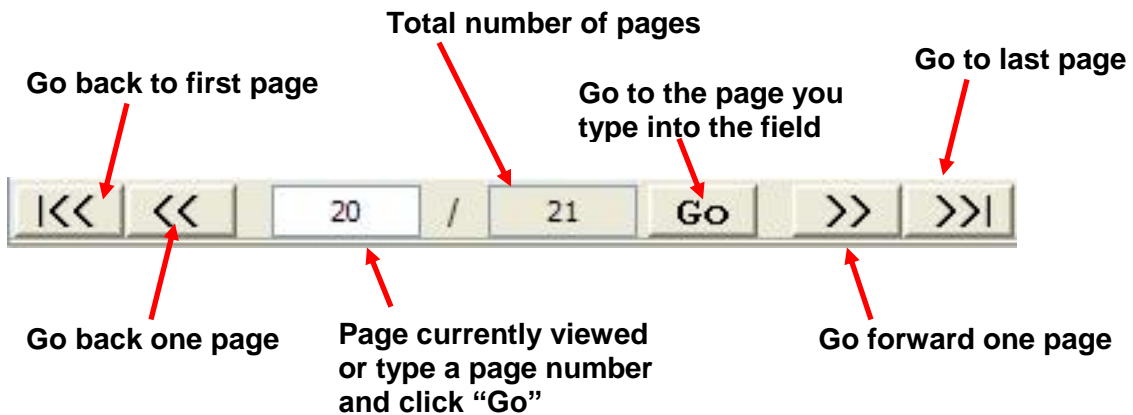 Total number of pages
Go to last page
Go back to first page
Go to the page you
type into the field
|<< << 20 / 21 Go >> >>|
Go back one page
Page currently viewed
or type a page number
and click “Go”
Go forward one page